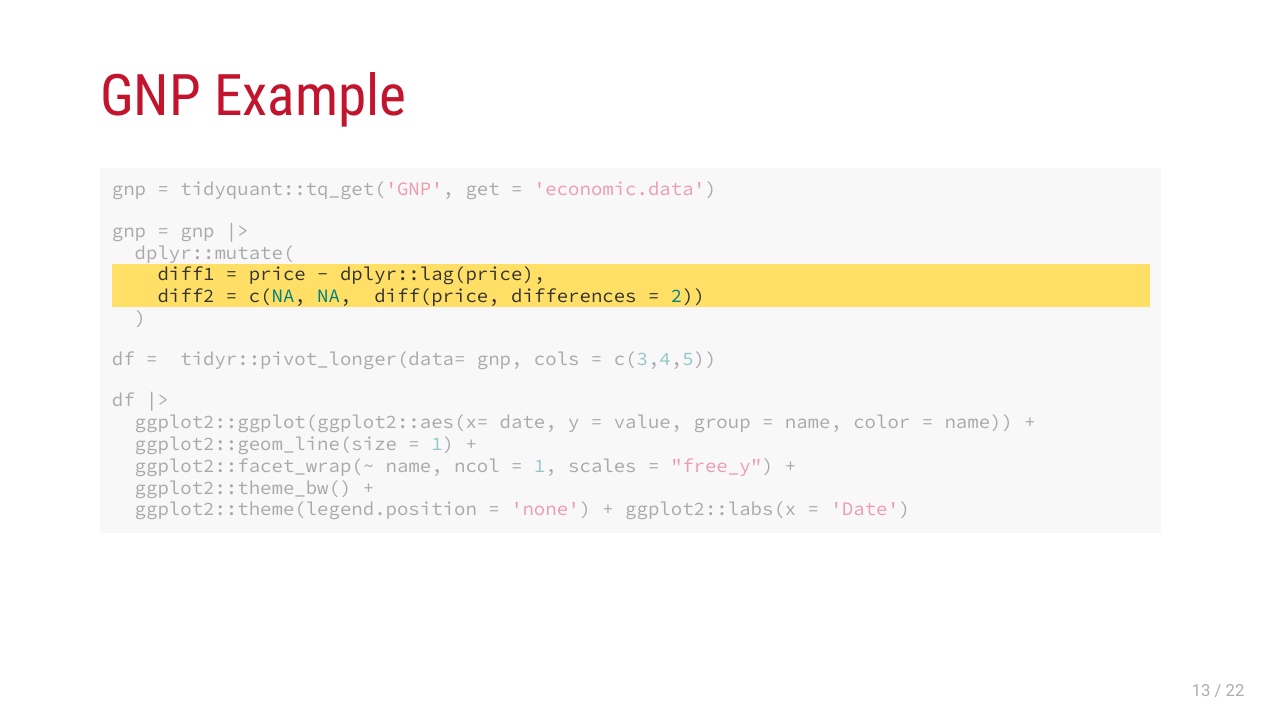 GNP Example
gnp = tidyquant::tq_get('GNP', get = 'economic.data')
gnp = gnp |>
  dplyr::mutate(
    diff1 = price - dplyr::lag(price),
    diff2 = c(NA, NA,  diff(price, differences = 2))
  )
df =  tidyr::pivot_longer(data= gnp, cols = c(3,4,5))
df |>
  ggplot2::ggplot(ggplot2::aes(x= date, y = value, group = name, color = name)) +
  ggplot2::geom_line(size = 1) +
  ggplot2::facet_wrap(~ name, ncol = 1, scales = "free_y") +
  ggplot2::theme_bw() +
  ggplot2::theme(legend.position = 'none') + ggplot2::labs(x = 'Date')
13 / 22